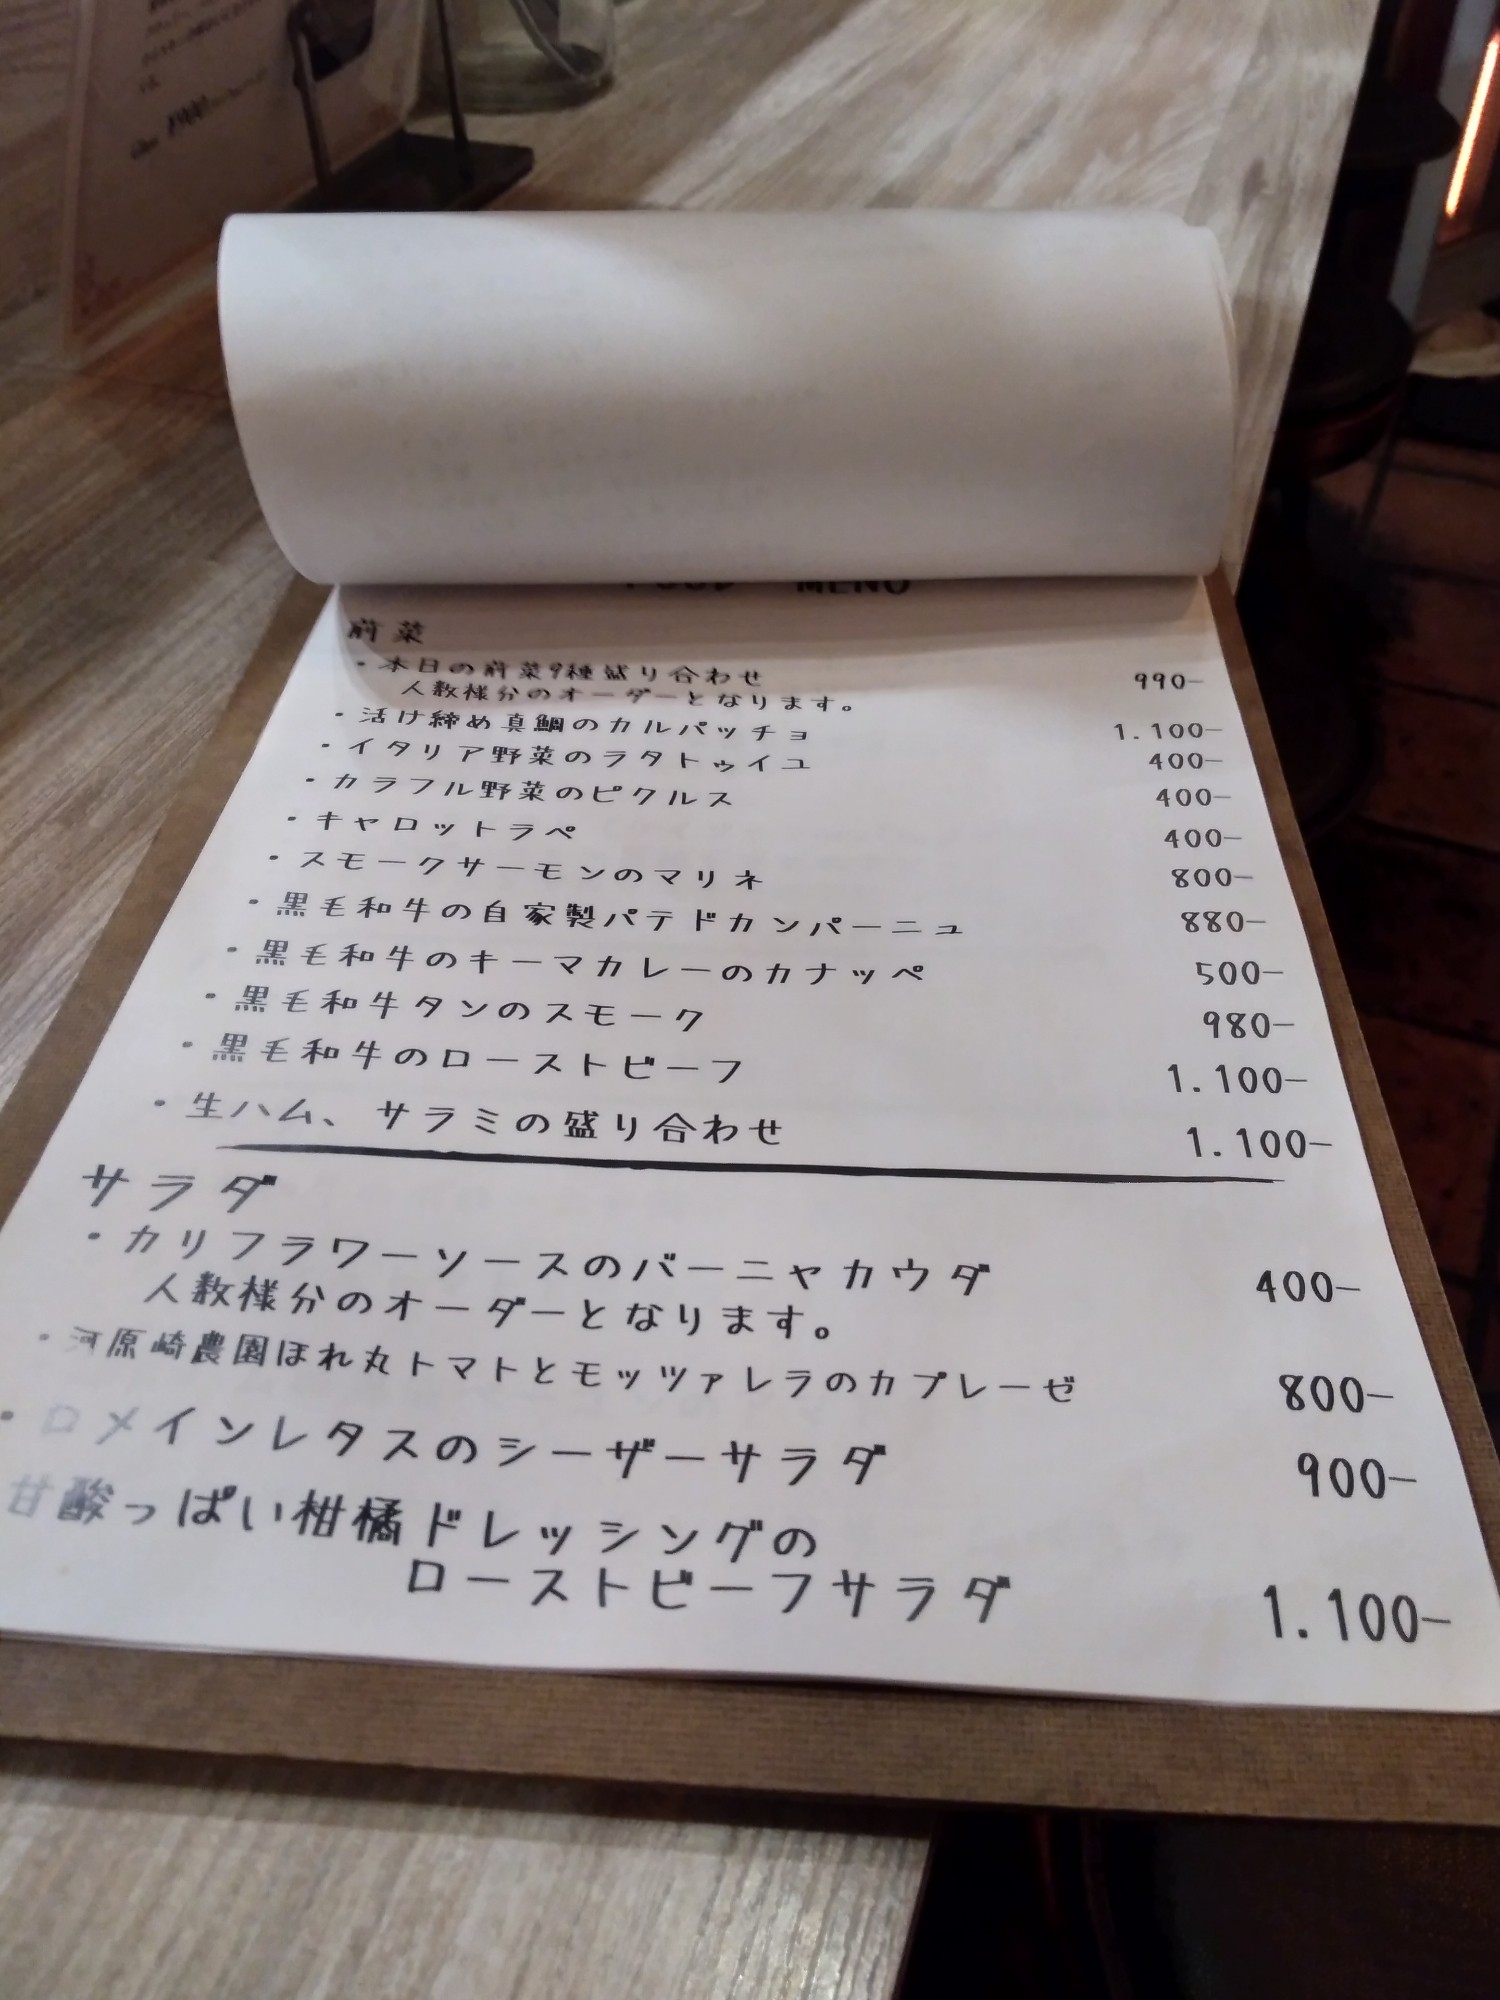 FOOD MENU
前菜
・本日の前菜9種盛り合わせ 990-
人数様分のオーダーとなります。
・活け締め真鯛のカルパッチョ 1.100-
・イタリア野菜のラタトゥイユ 400-
・カラフル野菜のピクルス 400-
・キャロットラペ 400-
・スモークサーモンのマリネ 800-
・黒毛和牛の自家製パテドカンパーニュ 880-
・黒毛和牛のキーマカレーのカナッペ 500-
・黒毛和牛タンのスモーク 980-
・黒毛和牛のローストビーフ 1.100-
・生ハム、サラミの盛り合わせ 1.100-
サラダ
・カリフラワーソースのバーニャカウダ 400-
人数様分のオーダーとなります。
・河原崎農園ほれ丸トマトとモッツァレラのカプレーゼ 800-
・ロメインレタスのシーザーサラダ 900-
甘酸っぱい柑橘ドレッシングの
ローストビーフサラダ 1.100-